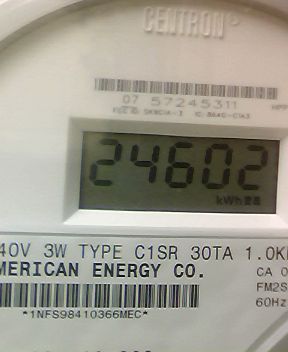 CENTRON®
07 57245311
24602
kWh
40V 3W TYPE C1SR 30TA 1.0K
MERICAN ENERGY CO.
CA 0
FM2S
60Hz
*1NFS98410366MEC*